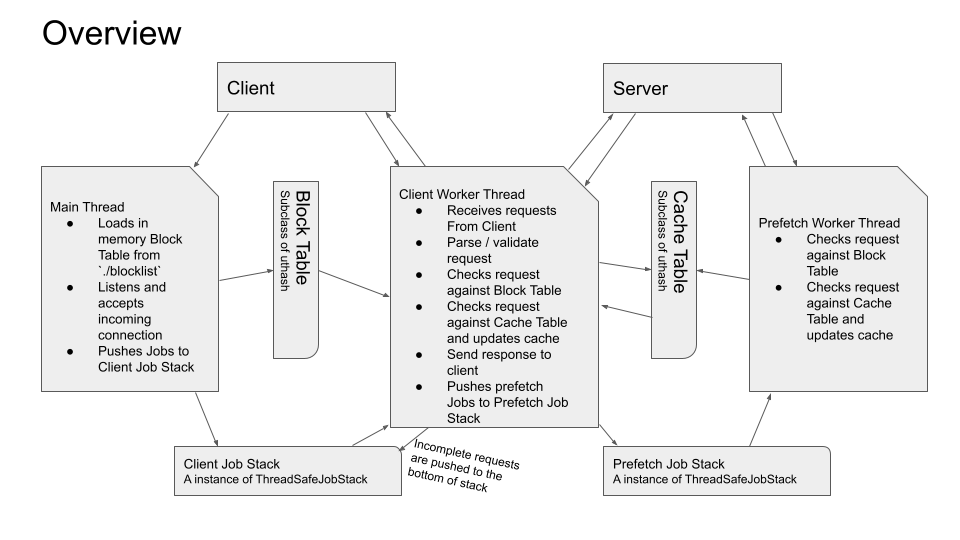 Overview
Client
Server
Main Thread
● Loads in
memory Block
Table from
`./blocklist`
● Listens and
accepts
incoming
connection
● Pushes Jobs to
Client Job Stack
Block Table
Subclass of uthash
Client Worker Thread
● Receives requests
From Client
● Parse / validate
request
● Checks request
against Block Table
● Checks request
against Cache Table
and updates cache
● Send response to
client
● Pushes prefetch
Jobs to Prefetch Job
Stack
Cache Table
Subclass of uthash
Prefetch Worker Thread
● Checks request
against Block
Table
● Checks request
against Cache
Table and
updates cache
Client Job Stack
A instance of ThreadSafeJobStack
Incomplete requests
are pushed to the
bottom of stack
Prefetch Job Stack
A instance of ThreadSafeJobStack